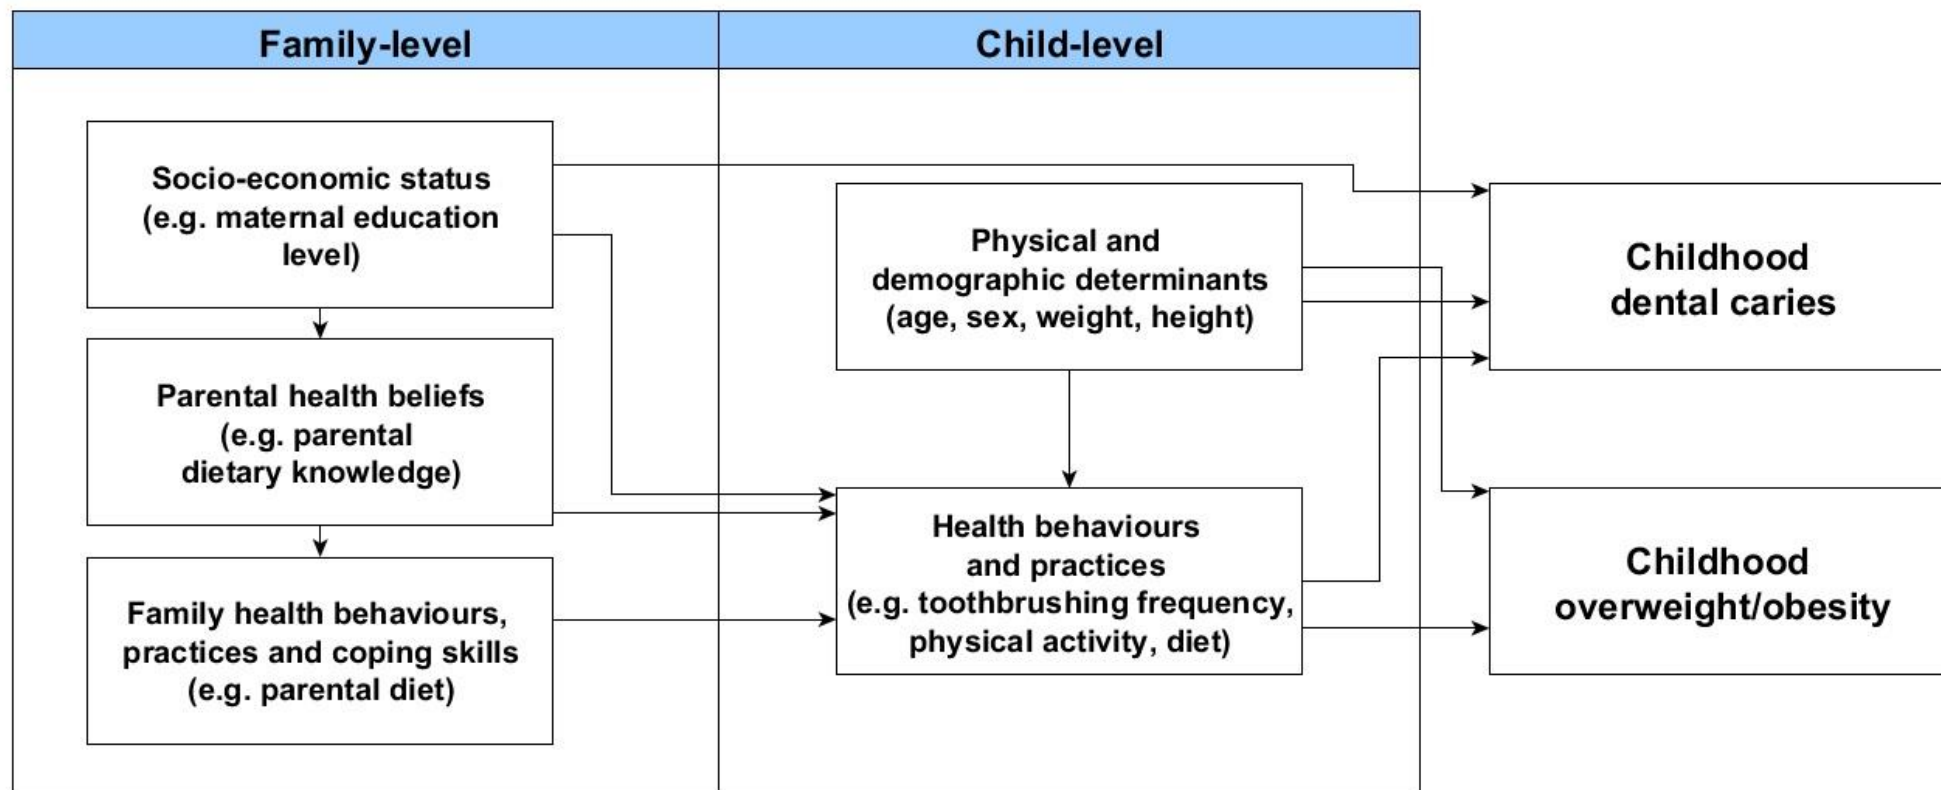 Family-level
Child-level
Socio-economic status
(e.g. maternal education
level)
Parental health beliefs
(e.g. parental
dietary knowledge)
Family health behaviours,
practices and coping skills
(e.g. parental diet)
Physical and
demographic determinants
(age, sex, weight, height)
Health behaviours
and practices
(e.g. toothbrushing frequency,
physical activity, diet)
Childhood
dental caries
Childhood
overweight/obesity